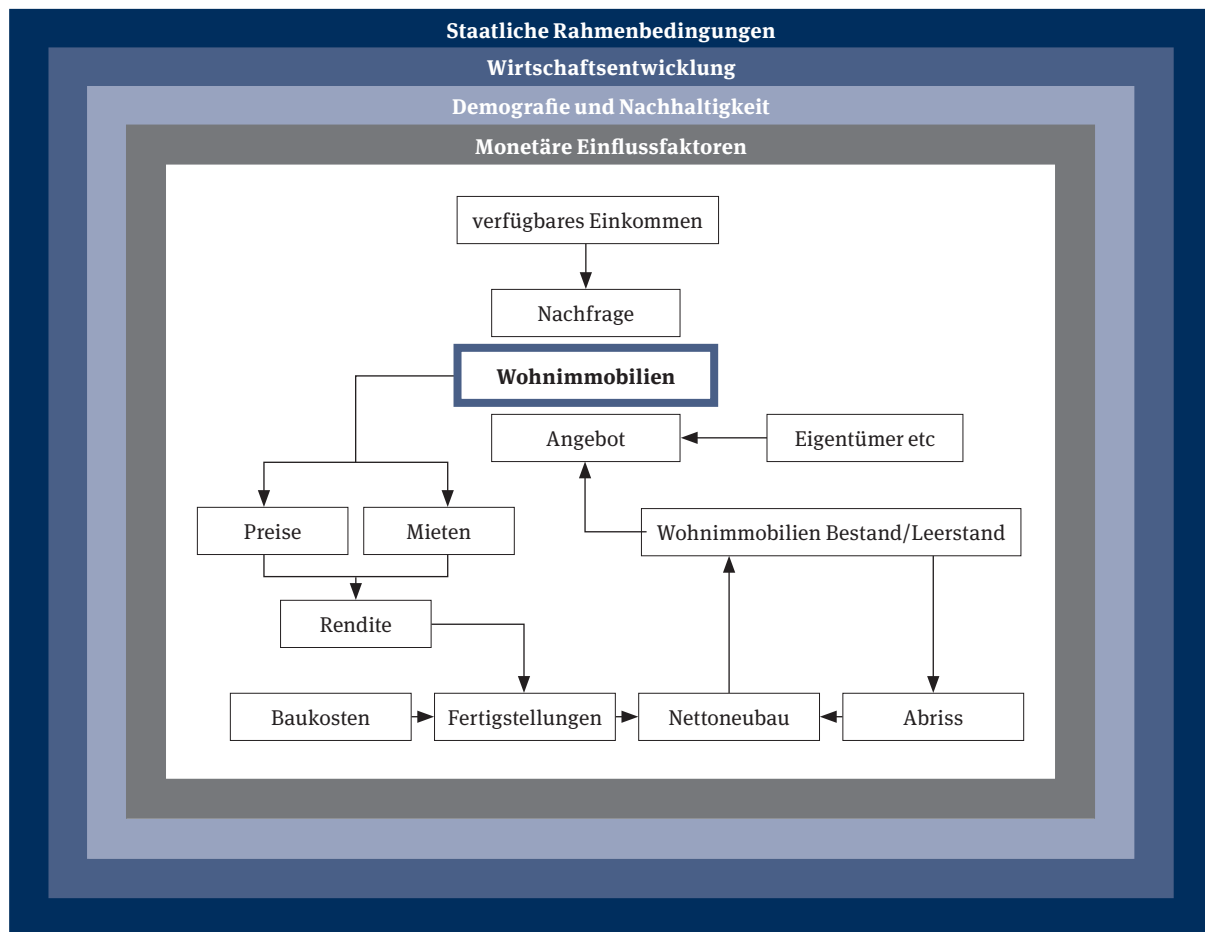 Staatliche Rahmenbedingungen
Wirtschaftsentwicklung
Demografie und Nachhaltigkeit
Monetäre Einflussfaktoren
verfügbares Einkommen
Nachfrage
Wohnimmobilien
Angebot
Eigentümer etc
Preise
Mieten
Wohnimmobilien Bestand/Leerstand
Rendite
Baukosten
Fertigstellungen
Nettoneubau
Abriss